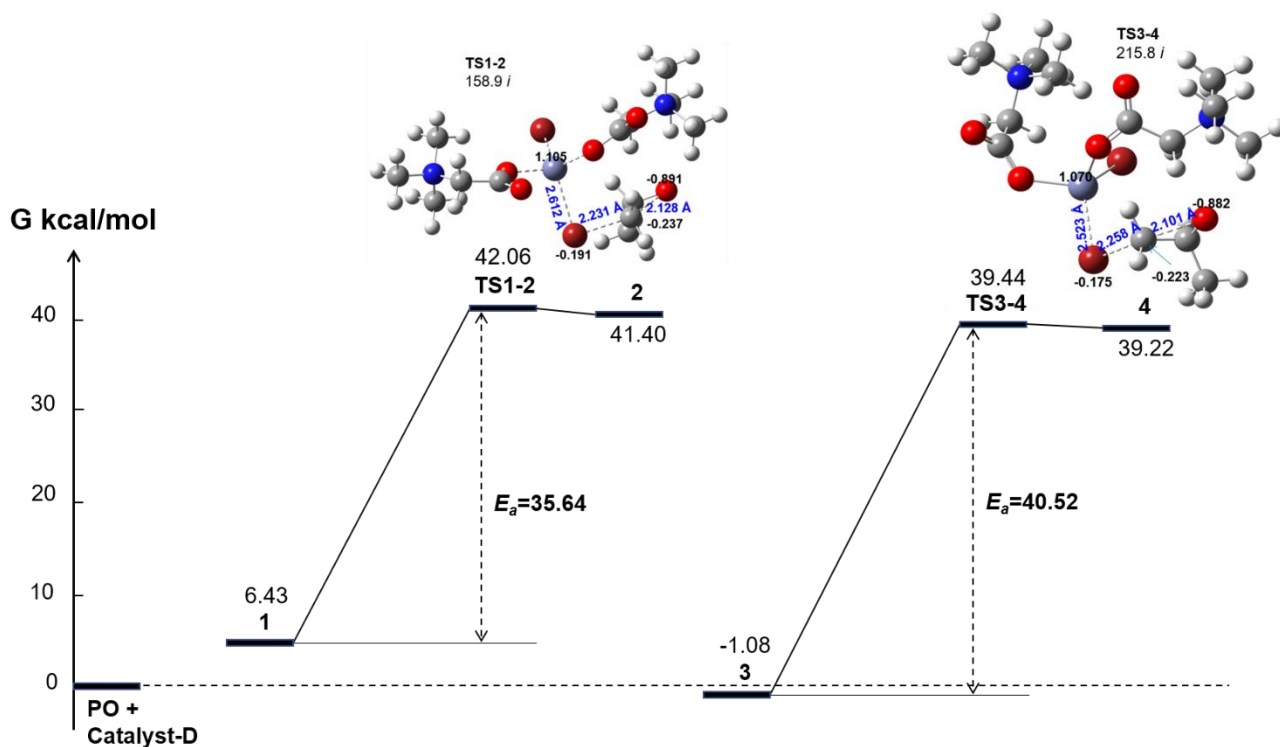 TS1-2
158.9 i
1.105
-0.891
2.612 Å
2.231 Å
2.128 Å
-0.237
-0.191
TS3-4
215.8 i
1.070
-0.882
2.523 Å
2.258 Å
2.101 Å
-0.223
-0.175
G kcal/mol
42.06
TS1-2
2
41.40
39.44
TS3-4
4
39.22
40
30
20
10
0
Ea=35.64
Ea=40.52
6.43
1
-1.08
3
PO +
Catalyst-D